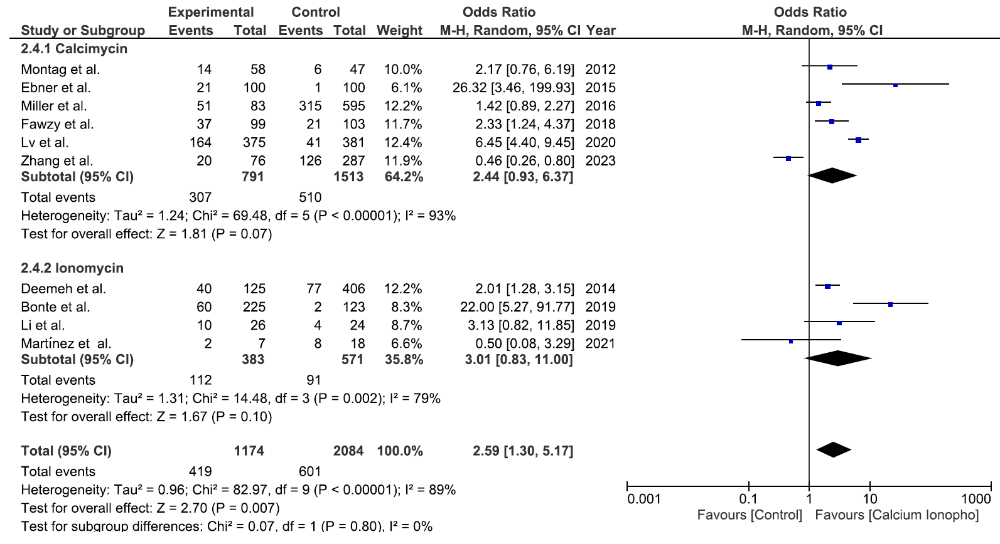 Experimental Control Odds Ratio Odds Ratio
Study or Subgroup Events Total Events Total Weight M-H, Random, 95% CI Year M-H, Random, 95% CI
2.4.1 Calcimycin
Montag et al. 14 58 6 47 10.0% 2.17 [0.76, 6.19] 2012
Ebner et al. 21 100 1 100 6.1% 26.32 [3.46, 199.93] 2015
Miller et al. 51 83 315 595 12.2% 1.42 [0.89, 2.27] 2016
Fawzy et al. 37 99 21 103 11.7% 2.33 [1.24, 4.37] 2018
Lv et al. 164 375 41 381 12.4% 6.45 [4.40, 9.45] 2020
Zhang et al. 20 76 126 287 11.9% 0.46 [0.26, 0.80] 2023
Subtotal (95% CI) 791 1513 64.2% 2.44 [0.93, 6.37]
Total events 307 510
Heterogeneity: Tau² = 1.24; Chi² = 69.48, df = 5 (P < 0.00001); I² = 93%
Test for overall effect: Z = 1.81 (P = 0.07)
2.4.2 Ionomycin
Deemeh et al. 40 125 77 406 12.2% 2.01 [1.28, 3.15] 2014
Bonte et al. 60 225 2 123 8.3% 22.00 [5.27, 91.77] 2019
Li et al. 10 26 4 24 8.7% 3.13 [0.82, 11.85] 2019
Martínez et al. 2 7 8 18 6.6% 0.50 [0.08, 3.29] 2021
Subtotal (95% CI) 383 571 35.8% 3.01 [0.83, 11.00]
Total events 112 91
Heterogeneity: Tau² = 1.31; Chi² = 14.48, df = 3 (P = 0.002); I² = 79%
Test for overall effect: Z = 1.67 (P = 0.10)
Total (95% CI) 1174 2084 100.0% 2.59 [1.30, 5.17]
Total events 419 601
Heterogeneity: Tau² = 0.96; Chi² = 82.97, df = 9 (P < 0.00001); I² = 89%
Test for overall effect: Z = 2.70 (P = 0.007)
Test for subgroup differences: Chi² = 0.07, df = 1 (P = 0.80), I² = 0%
0.001 0.1 1 10 1000
Favours [Control] Favours [Calcium Ionopho]